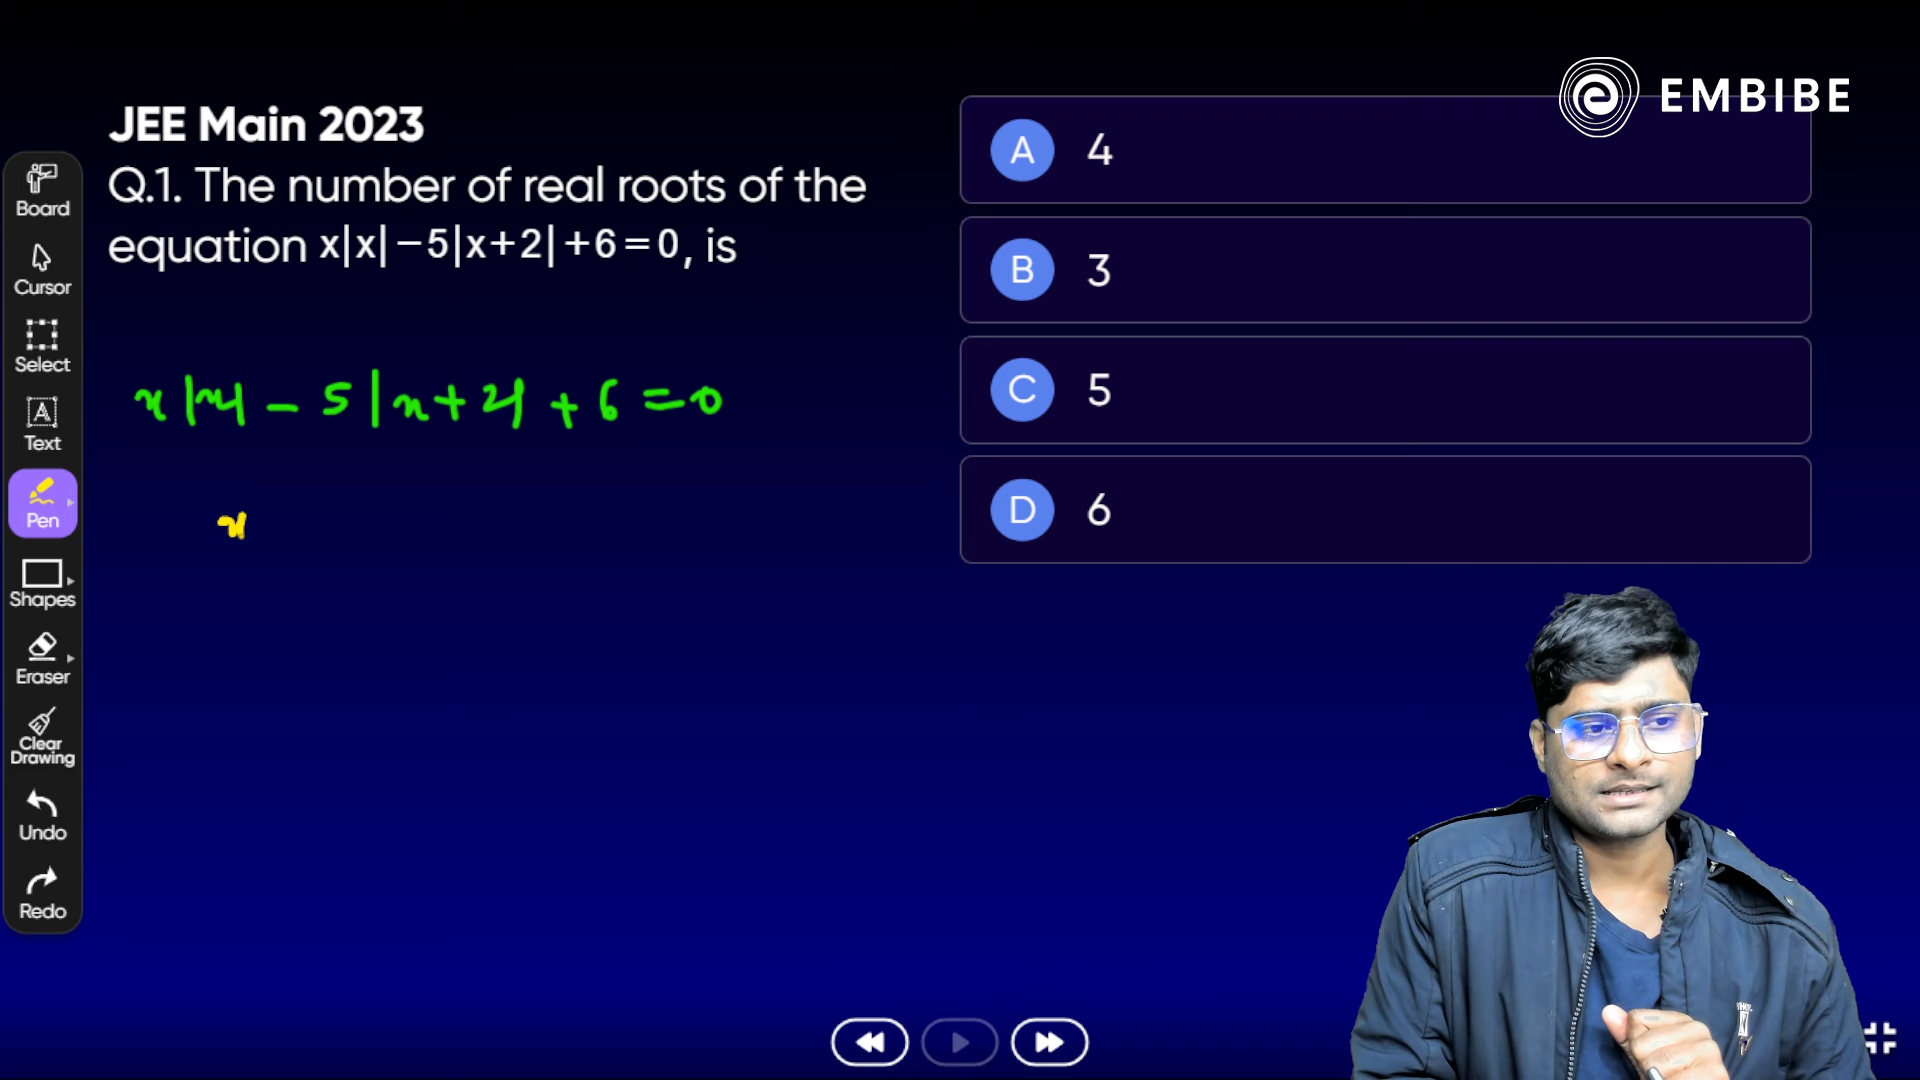 EMBIBE
JEE Main 2023
Q.1. The number of real roots of the
equation x|x|−5|x+2|+6=0, is
x|x| − 5|x+2| + 6 = 0
x
A 4
B 3
C 5
D 6
Board
Cursor
Select
Text
Pen
Shapes
Eraser
Clear
Drawing
Undo
Redo